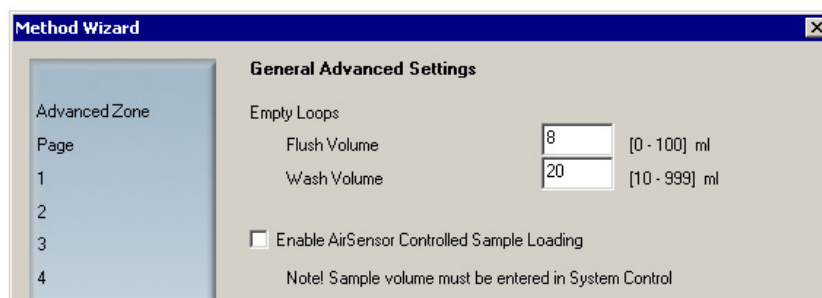 Method Wizard
General Advanced Settings
Advanced Zone
Page
1
2
3
4
Empty Loops
Flush Volume 8 [0 - 100] ml
Wash Volume 20 [10 - 999] ml
Enable AirSensor Controlled Sample Loading
Note! Sample volume must be entered in System Control